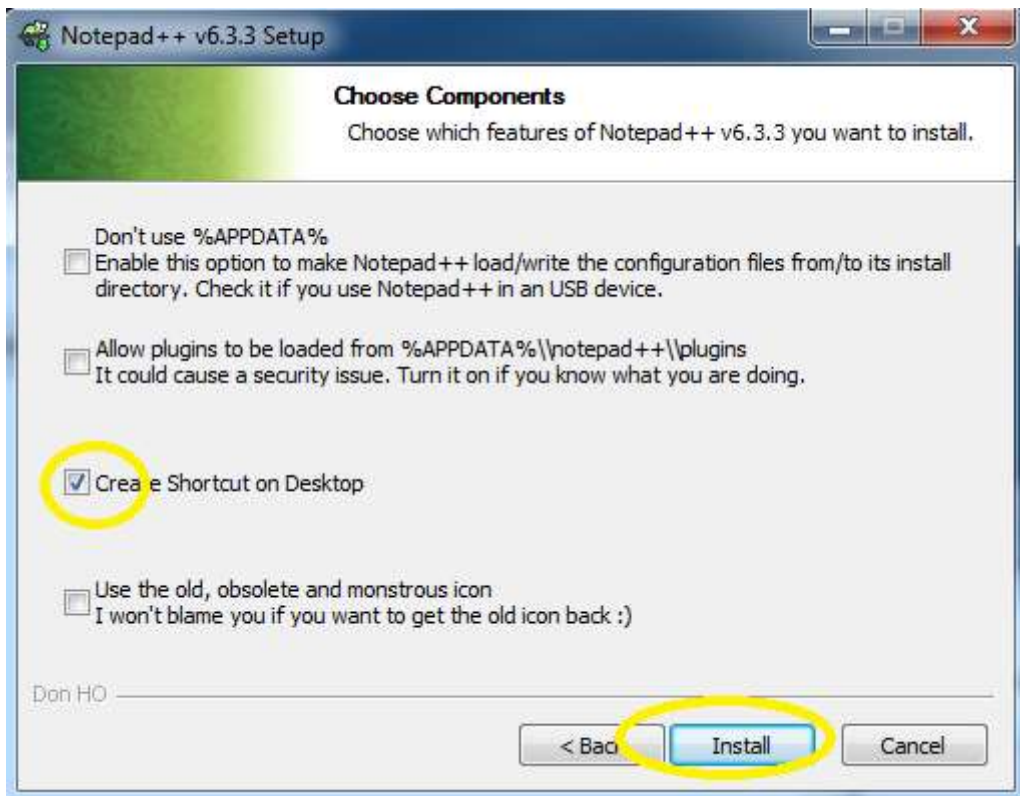 Notepad++ v6.3.3 Setup
Choose Components
Choose which features of Notepad++ v6.3.3 you want to install.
Don't use %APPDATA%
Enable this option to make Notepad++ load/write the configuration files from/to its install
directory. Check it if you use Notepad++ in an USB device.
Allow plugins to be loaded from %APPDATA%\\notepad++\\plugins
It could cause a security issue. Turn it on if you know what you are doing.
Create Shortcut on Desktop
Use the old, obsolete and monstrous icon
I won't blame you if you want to get the old icon back :)
Don HO
< Back Install Cancel